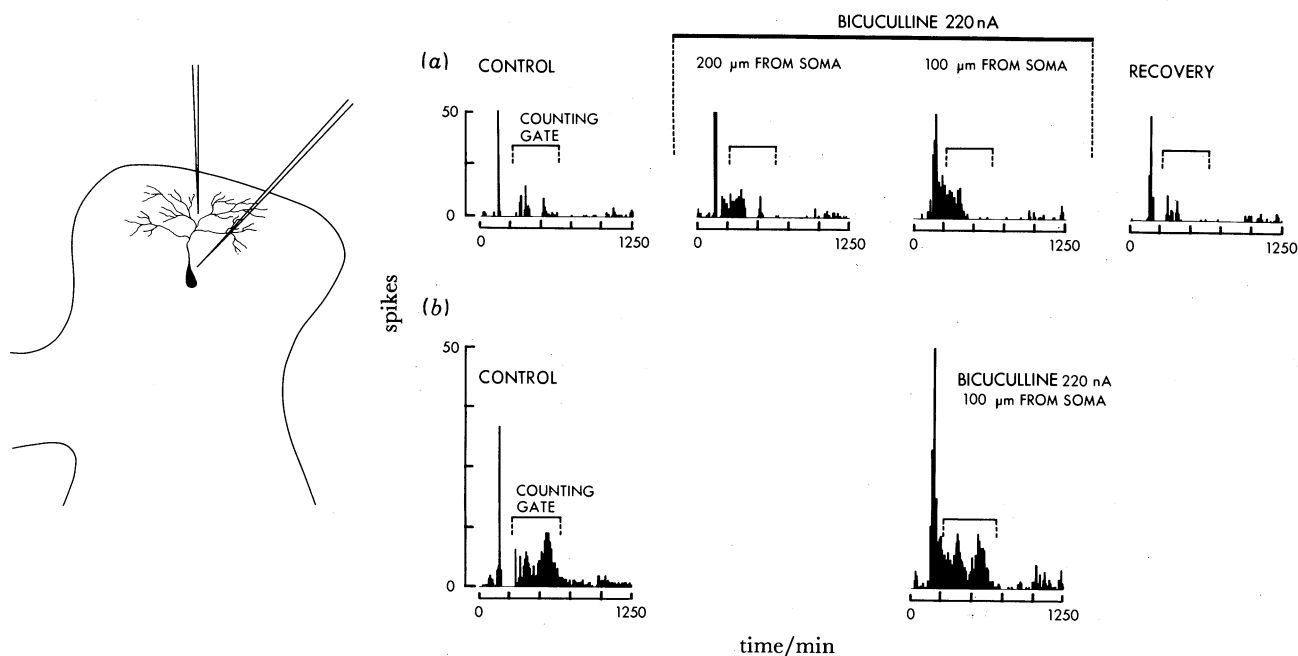 BICUCULLINE 220 nA
(a)
CONTROL
200 µm FROM SOMA
100 µm FROM SOMA
RECOVERY
50
COUNTING
GATE
0
0
1250
0
1250
0
1250
0
1250
spikes
(b)
50
CONTROL
BICUCULLINE 220 nA
100 µm FROM SOMA
COUNTING
GATE
0
0
1250
0
1250
time/min